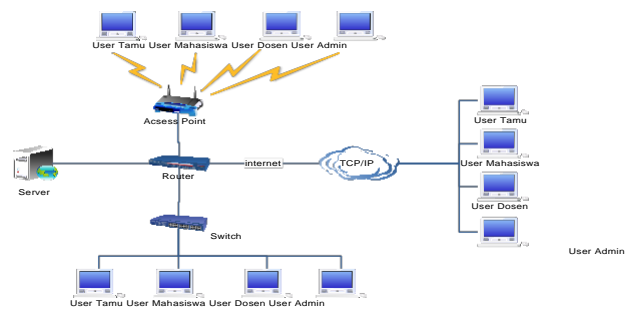 User Tamu User Mahasiswa User Dosen User Admin
Acsess Point
User Tamu
internet
TCP/IP
User Mahasiswa
Router
Server
User Dosen
Switch
User Admin
User Tamu User Mahasiswa User Dosen User Admin